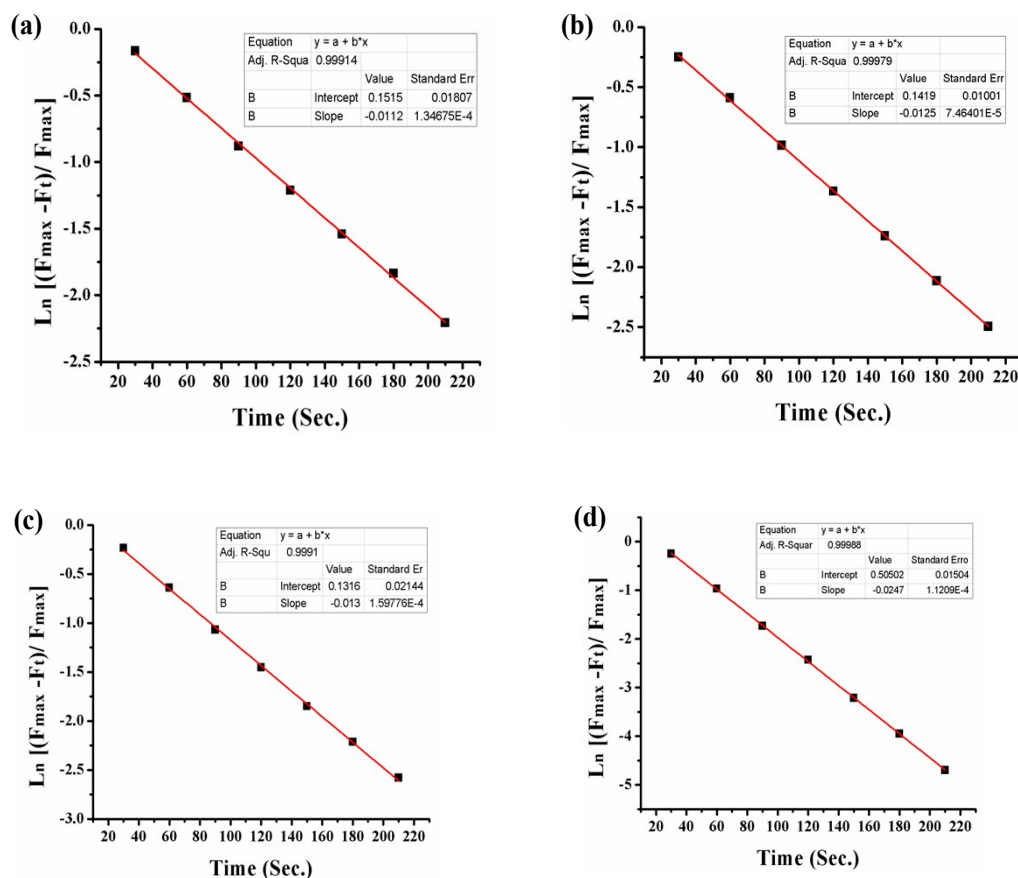 (a)
Ln [(Fmax -Ft)/ Fmax]
0.0
-0.5
-1.0
-1.5
-2.0
-2.5
Equation y = a + b*x
Adj. R-Squa 0.99914
Value Standard Err
B Intercept 0.1515 0.01807
B Slope -0.0112 1.34675E-4
20 40 60 80 100 120 140 160 180 200 220
Time (Sec.)
(b)
Ln [(Fmax -Ft)/ Fmax]
0.0
-0.5
-1.0
-1.5
-2.0
-2.5
Equation y = a + b*x
Adj. R-Squa 0.99979
Value Standard Err
B Intercept 0.1419 0.01001
B Slope -0.0125 7.46401E-5
20 40 60 80 100 120 140 160 180 200 220
Time (Sec.)
(c)
Ln [(Fmax -Ft)/ Fmax]
0.0
-0.5
-1.0
-1.5
-2.0
-2.5
-3.0
Equation y = a + b*x
Adj. R-Squ 0.9991
Value Standard Er
B Intercept 0.1316 0.02144
B Slope -0.013 1.59776E-4
20 40 60 80 100 120 140 160 180 200 220
Time (Sec.)
(d)
Ln [(Fmax -Ft)/ Fmax]
0
-1
-2
-3
-4
-5
Equation y = a + b*x
Adj. R-Squar 0.99988
Value Standard Erro
B Intercept 0.50502 0.01504
B Slope -0.0247 1.1209E-4
20 40 60 80 100 120 140 160 180 200 220
Time (Sec.)